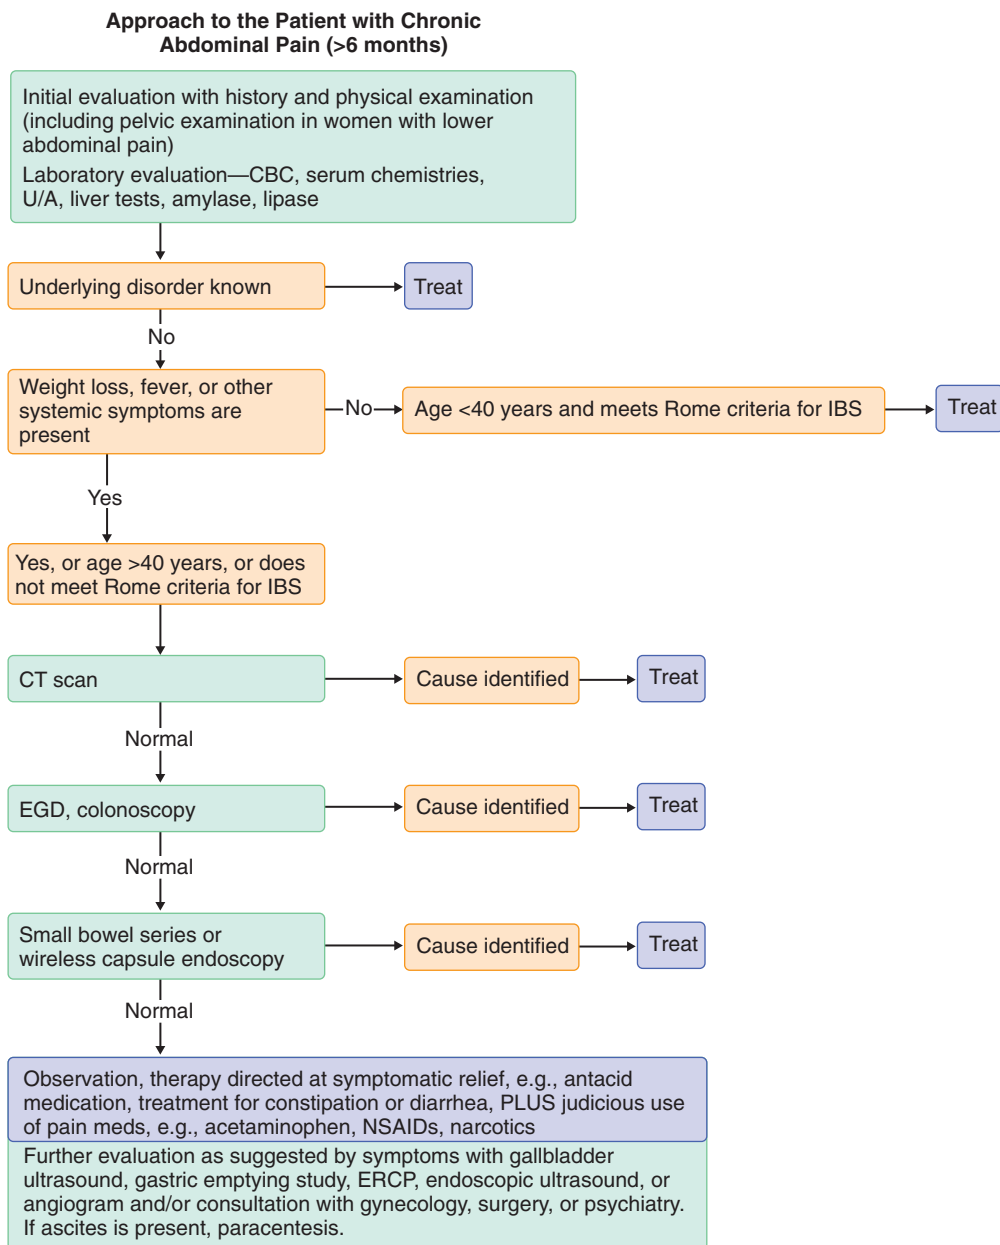 Approach to the Patient with Chronic
Abdominal Pain (>6 months)
Initial evaluation with history and physical examination
(including pelvic examination in women with lower
abdominal pain)
Laboratory evaluation—CBC, serum chemistries,
U/A, liver tests, amylase, lipase
Underlying disorder known
Treat
No
Weight loss, fever, or other
systemic symptoms are
present
No
Age <40 years and meets Rome criteria for IBS
Treat
Yes
Yes, or age >40 years, or does
not meet Rome criteria for IBS
CT scan
Cause identified
Treat
Normal
EGD, colonoscopy
Cause identified
Treat
Normal
Small bowel series or
wireless capsule endoscopy
Cause identified
Treat
Normal
Observation, therapy directed at symptomatic relief, e.g., antacid
medication, treatment for constipation or diarrhea, PLUS judicious use
of pain meds, e.g., acetaminophen, NSAIDs, narcotics
Further evaluation as suggested by symptoms with gallbladder
ultrasound, gastric emptying study, ERCP, endoscopic ultrasound, or
angiogram and/or consultation with gynecology, surgery, or psychiatry.
If ascites is present, paracentesis.